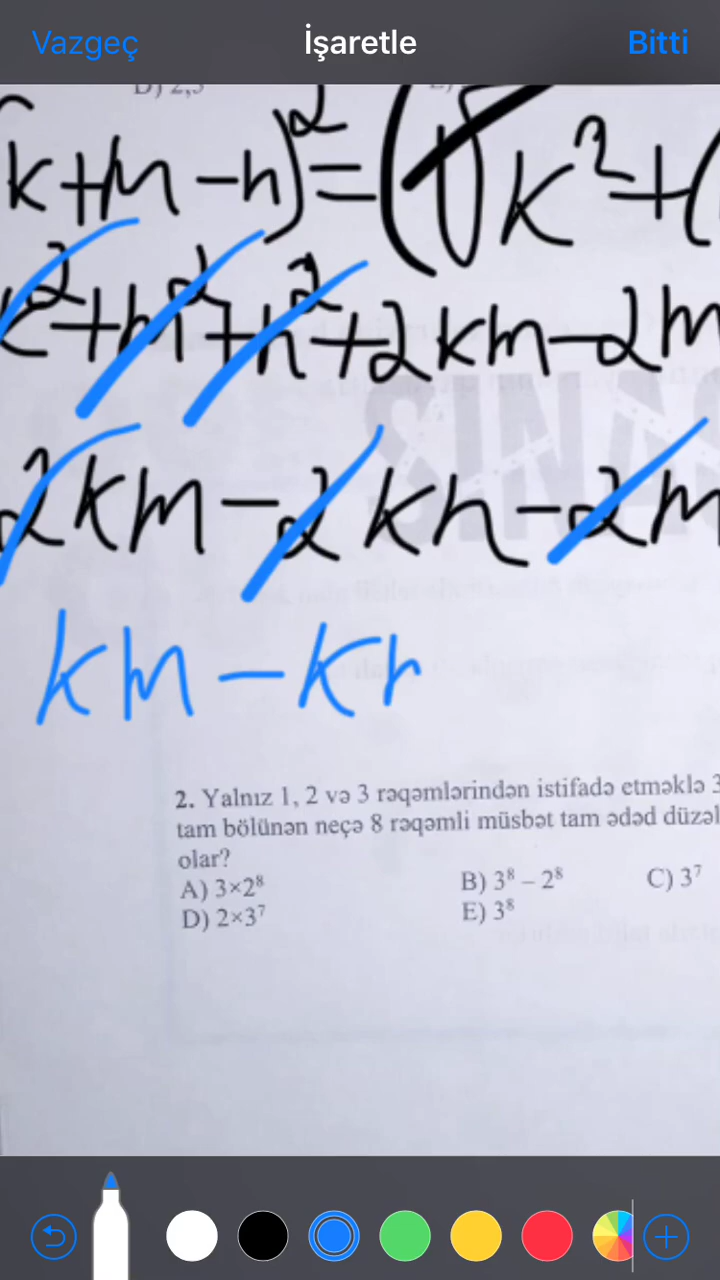 Vazgeç İşaretle Bitti
D) 2,5
k+m-n)²=(√k²+(
k²+m²+n²+2km-2m
2km-2kn-2m
km-kn
2. Yalnız 1, 2 və 3 rəqəmlərindən istifadə etməklə 3
tam bölünən neçə 8 rəqəmli müsbət tam ədəd düzəl
olar?
A) 3×2⁸ B) 3⁸ – 2⁸ C) 3⁷
D) 2×3⁷ E) 3⁸